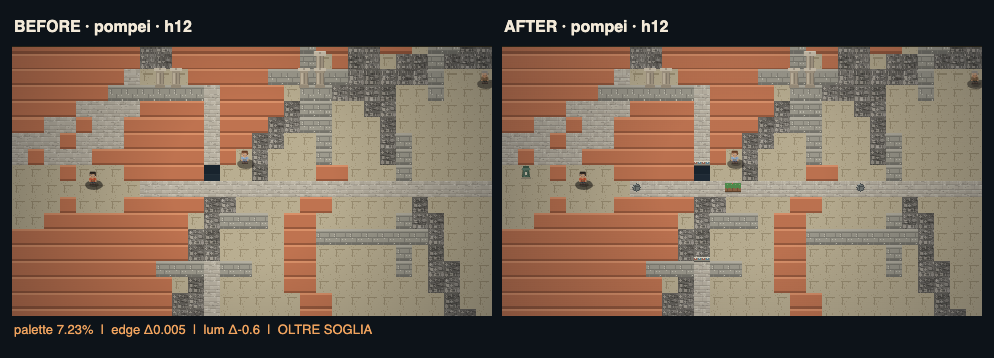 BEFORE · pompei · h12
AFTER · pompei · h12
palette 7.23% | edge Δ0.005 | lum Δ-0.6 | OLTRE SOGLIA